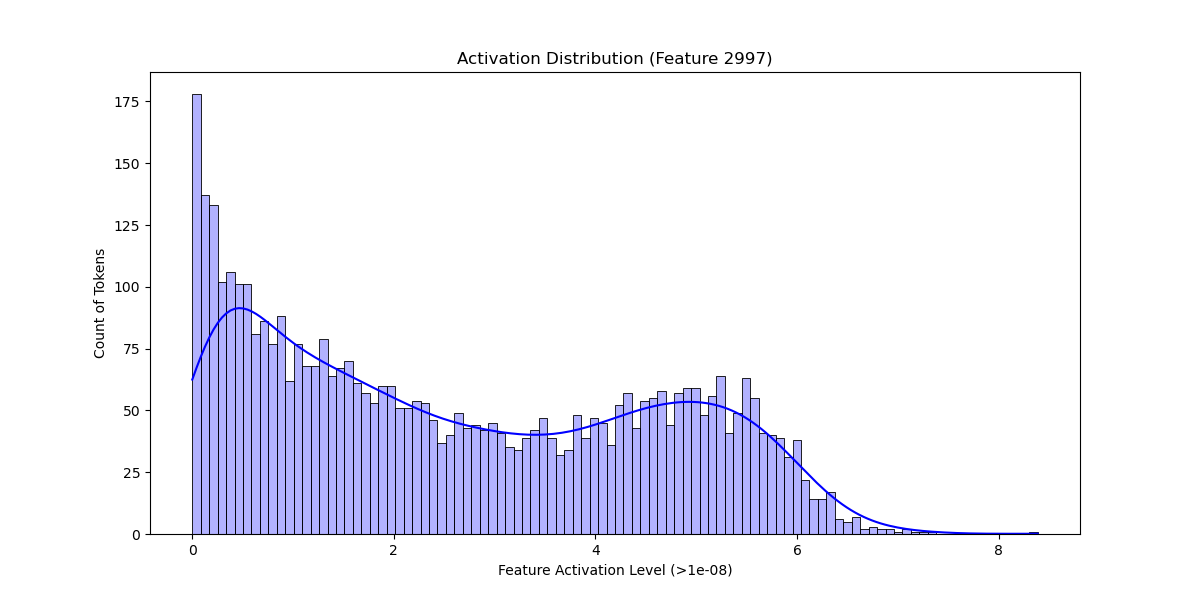 Activation Distribution (Feature 2997)
175
150
125
100
75
50
25
0
Count of Tokens
0 2 4 6 8
Feature Activation Level (>1e-08)